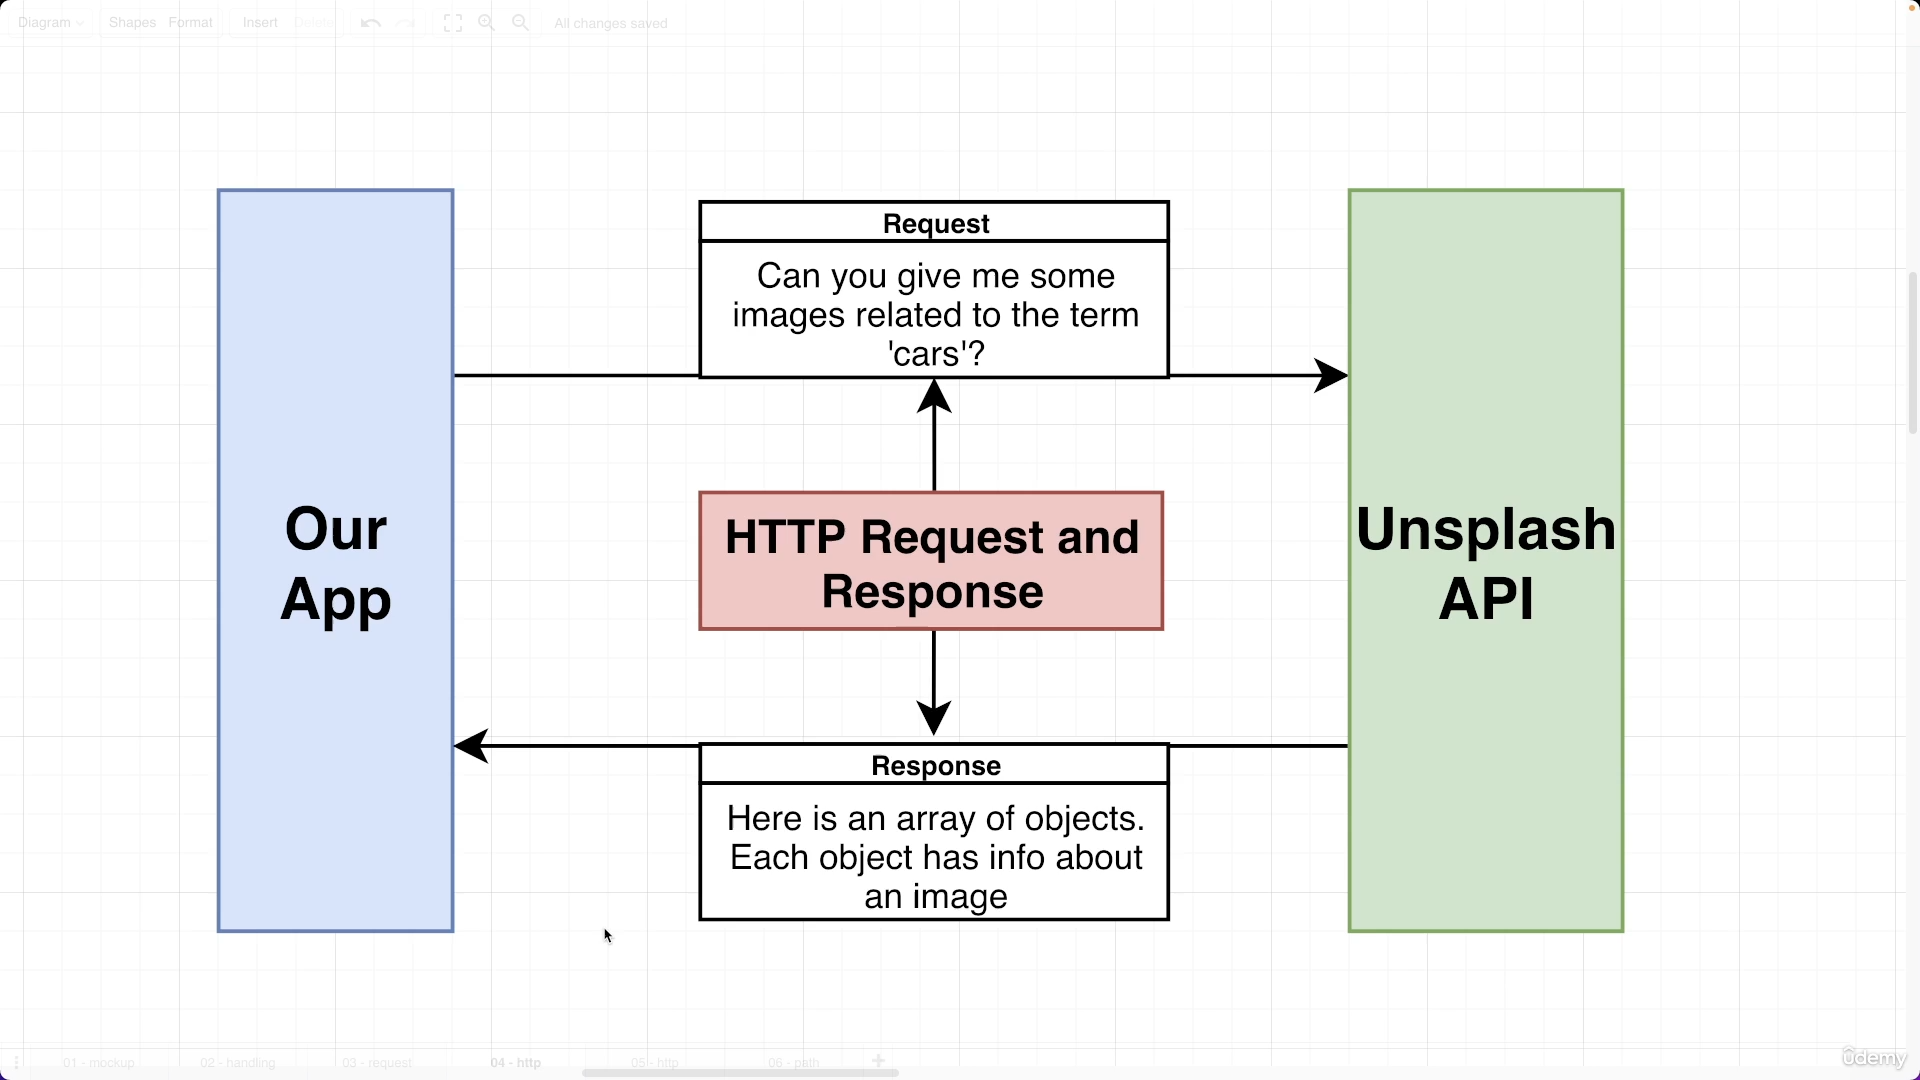 Diagram
Shapes
Format
Insert
Delete
All changes saved
Request
Can you give me some
images related to the term
'cars'?
Our
App
HTTP Request and
Response
Unsplash
API
Response
Here is an array of objects.
Each object has info about
an image
01 - mockup
02 - handling
03 - request
04 - http
05 - http
06 - path
ûdemy